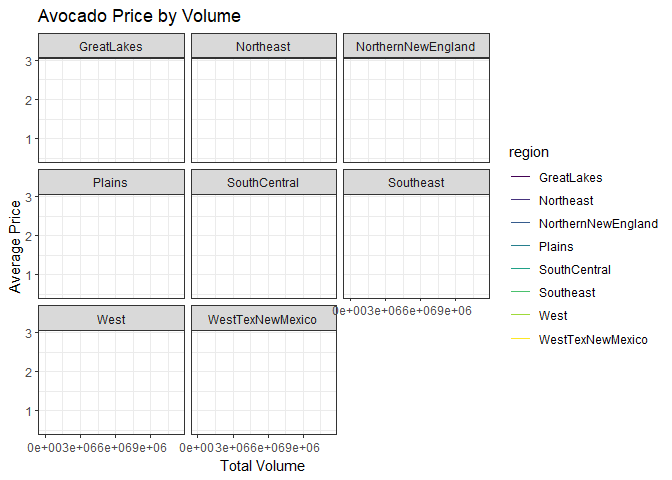 Avocado Price by Volume
GreatLakes
Northeast
NorthernNewEngland
3
2
1
Plains
SouthCentral
Southeast
3
2
1
0e+003e+066e+069e+06
West
WestTexNewMexico
3
2
1
0e+003e+066e+069e+06
0e+003e+066e+069e+06
Average Price
Total Volume
region
GreatLakes
Northeast
NorthernNewEngland
Plains
SouthCentral
Southeast
West
WestTexNewMexico